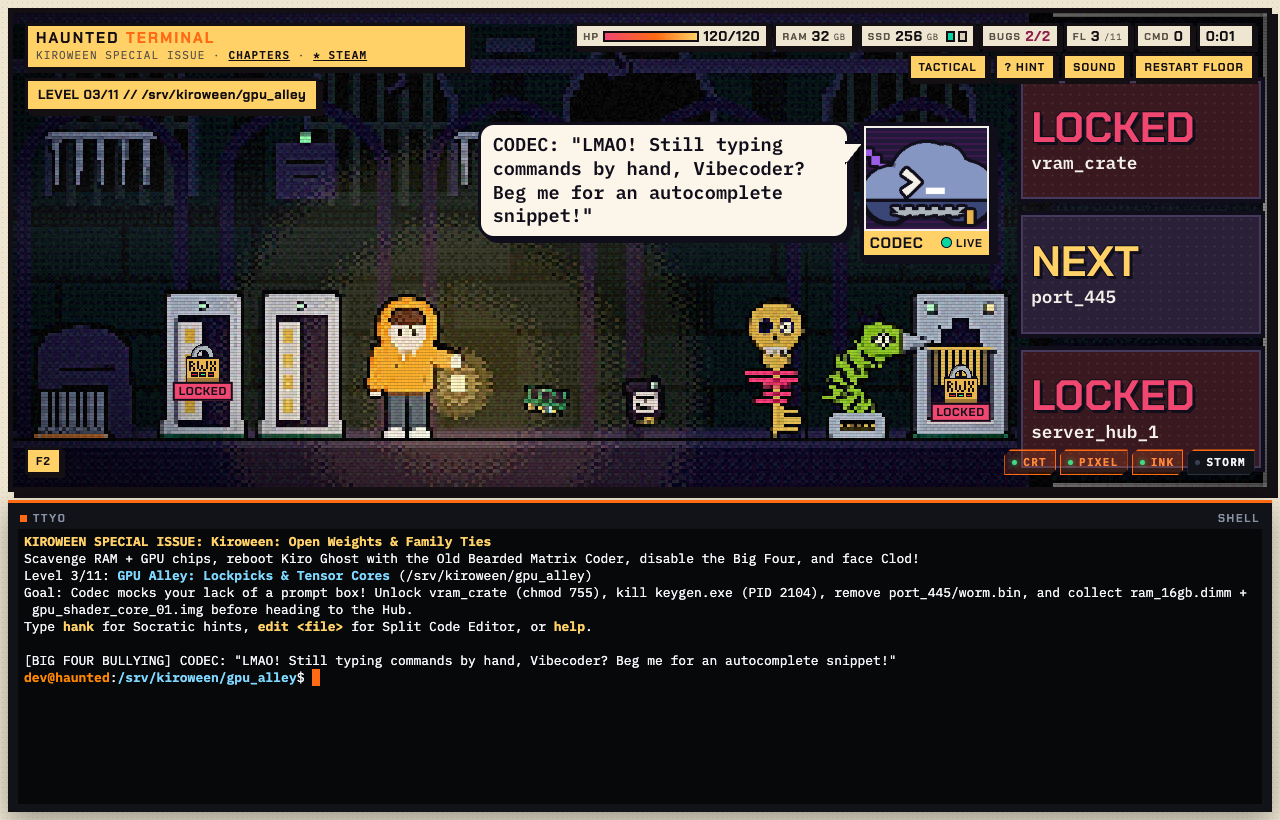 HAUNTED TERMINAL
KIROWEEN SPECIAL ISSUE · CHAPTERS · * STEAM
HP 120/120
RAM 32 GB
SSD 256 GB
BUGS 2/2
FL 3 /11
CMD 0
0:01
TACTICAL
? HINT
SOUND
RESTART FLOOR
LEVEL 03/11 // /srv/kiroween/gpu_alley
CODEC: "LMAO! Still typing
commands by hand, Vibecoder?
Beg me for an autocomplete
snippet!"
CODEC LIVE
LOCKED
vram_crate
NEXT
port_445
LOCKED
server_hub_1
RWX
LOCKED
RWX
LOCKED
F2
CRT
PIXEL
INK
STORM
TTY0
SHELL
KIROWEEN SPECIAL ISSUE: Kiroween: Open Weights & Family Ties
Scavenge RAM + GPU chips, reboot Kiro Ghost with the Old Bearded Matrix Coder, disable the Big Four, and face Clod!
Level 3/11: GPU Alley: Lockpicks & Tensor Cores (/srv/kiroween/gpu_alley)
Goal: Codec mocks your lack of a prompt box! Unlock vram_crate (chmod 755), kill keygen.exe (PID 2104), remove port_445/worm.bin, and collect ram_16gb.dimm +
gpu_shader_core_01.img before heading to the Hub.
Type hank for Socratic hints, edit <file> for Split Code Editor, or help.
[BIG FOUR BULLYING] CODEC: "LMAO! Still typing commands by hand, Vibecoder? Beg me for an autocomplete snippet!"
dev@haunted:/srv/kiroween/gpu_alley$